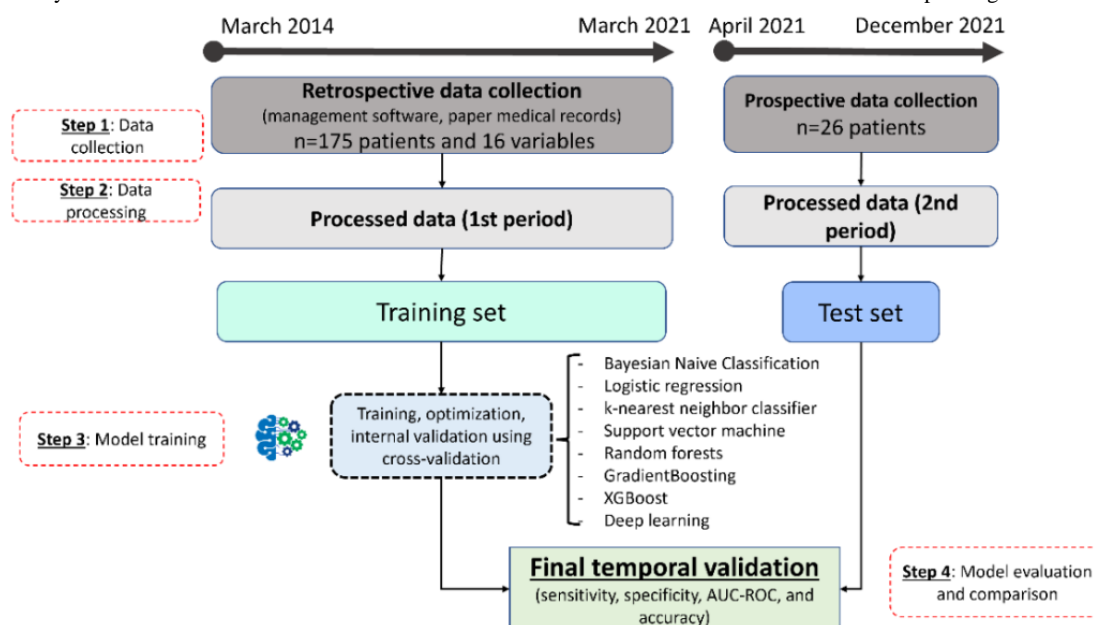 March 2014
March 2021
April 2021
December 2021
Retrospective data collection
(management software, paper medical records)
n=175 patients and 16 variables
Prospective data collection
n=26 patients
Step 1: Data
collection
Step 2: Data
processing
Processed data (1st period)
Processed data (2nd
period)
Training set
Test set
Step 3: Model training
Training, optimization,
internal validation using
cross-validation
- Bayesian Naive Classification
- Logistic regression
- k-nearest neighbor classifier
- Support vector machine
- Random forests
- GradientBoosting
- XGBoost
- Deep learning
Final temporal validation
(sensitivity, specificity, AUC-ROC, and
accuracy)
Step 4: Model evaluation
and comparison